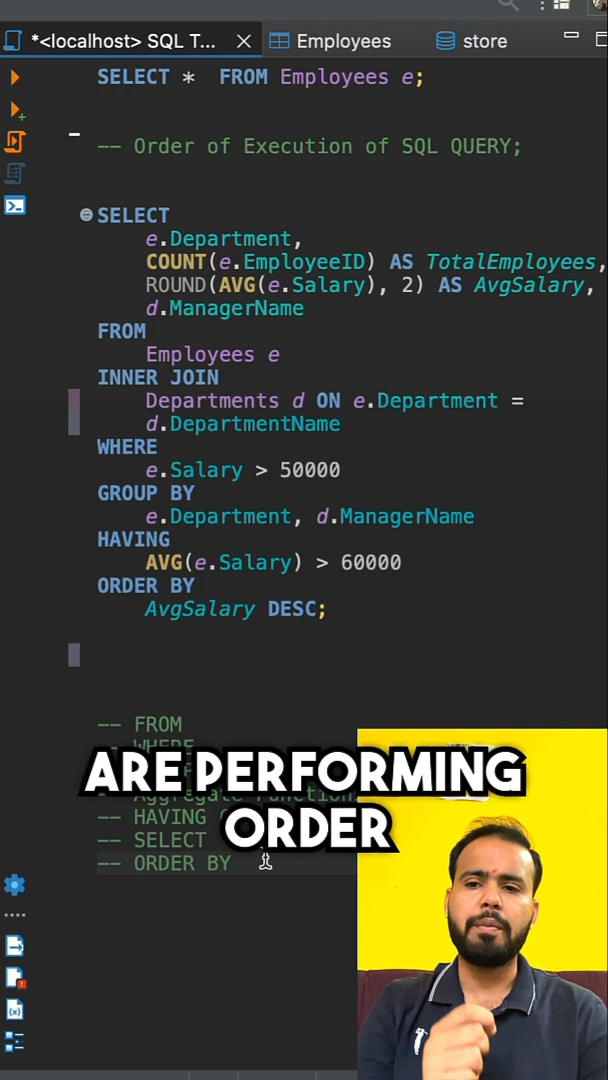 *<localhost> SQL T...
Employees
store
SELECT * FROM Employees e;
-- Order of Execution of SQL QUERY;
SELECT
e.Department,
COUNT(e.EmployeeID) AS TotalEmployees,
ROUND(AVG(e.Salary), 2) AS AvgSalary,
d.ManagerName
FROM
Employees e
INNER JOIN
Departments d ON e.Department =
d.DepartmentName
WHERE
e.Salary > 50000
GROUP BY
e.Department, d.ManagerName
HAVING
AVG(e.Salary) > 60000
ORDER BY
AvgSalary DESC;
-- FROM
-- WHERE
ARE PERFORMING
-- Aggregate Function
-- HAVING
ORDER
-- SELECT
-- ORDER BY